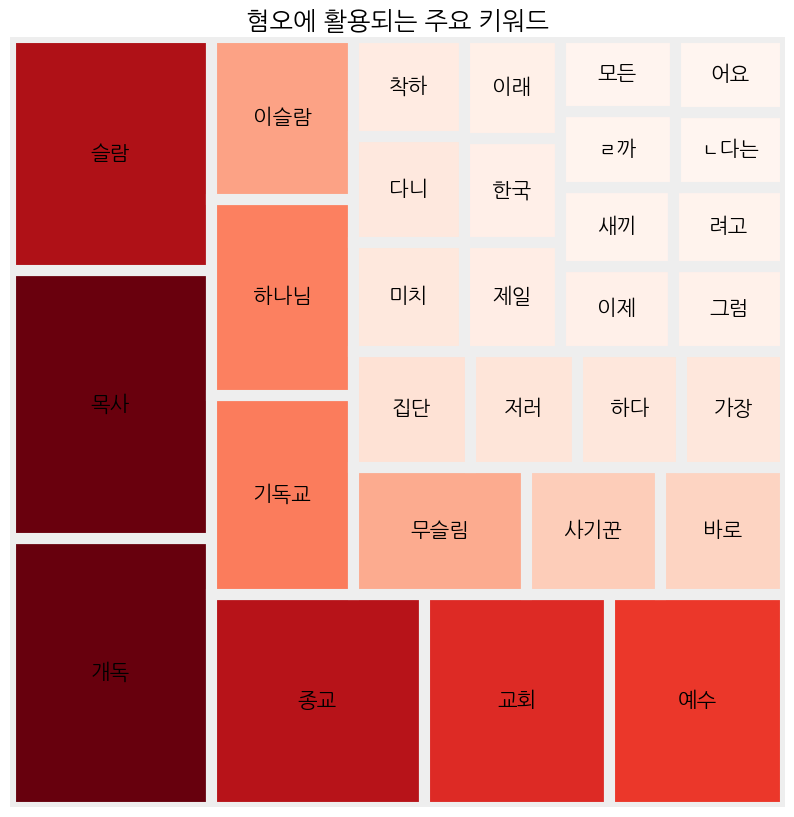 혐오에 활용되는 주요 키워드
슬람
이슬람
착하
이래
모든
어요
ㄹ까
ㄴ다는
다니
한국
새끼
려고
하나님
미치
제일
이제
그럼
목사
집단
저러
하다
가장
기독교
무슬림
사기꾼
바로
개독
종교
교회
예수